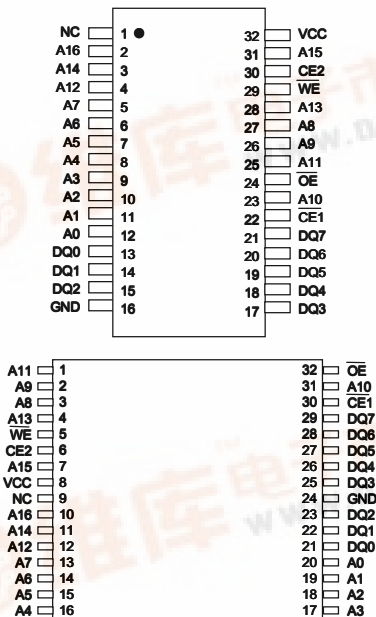 NC 1 32 VCC
A16 2 31 A15
A14 3 30 CE2
A12 4 29 WE
A7 5 28 A13
A6 6 27 A8
A5 7 26 A9
A4 8 25 A11
A3 9 24 OE
A2 10 23 A10
A1 11 22 CE1
A0 12 21 DQ7
DQ0 13 20 DQ6
DQ1 14 19 DQ5
DQ2 15 18 DQ4
GND 16 17 DQ3
A11 1 32 OE
A9 2 31 A10
A8 3 30 CE1
A13 4 29 DQ7
WE 5 28 DQ6
CE2 6 27 DQ5
A15 7 26 DQ4
VCC 8 25 DQ3
NC 9 24 GND
A16 10 23 DQ2
A14 11 22 DQ1
A12 12 21 DQ0
A7 13 20 A0
A6 14 19 A1
A5 15 18 A2
A4 16 17 A3